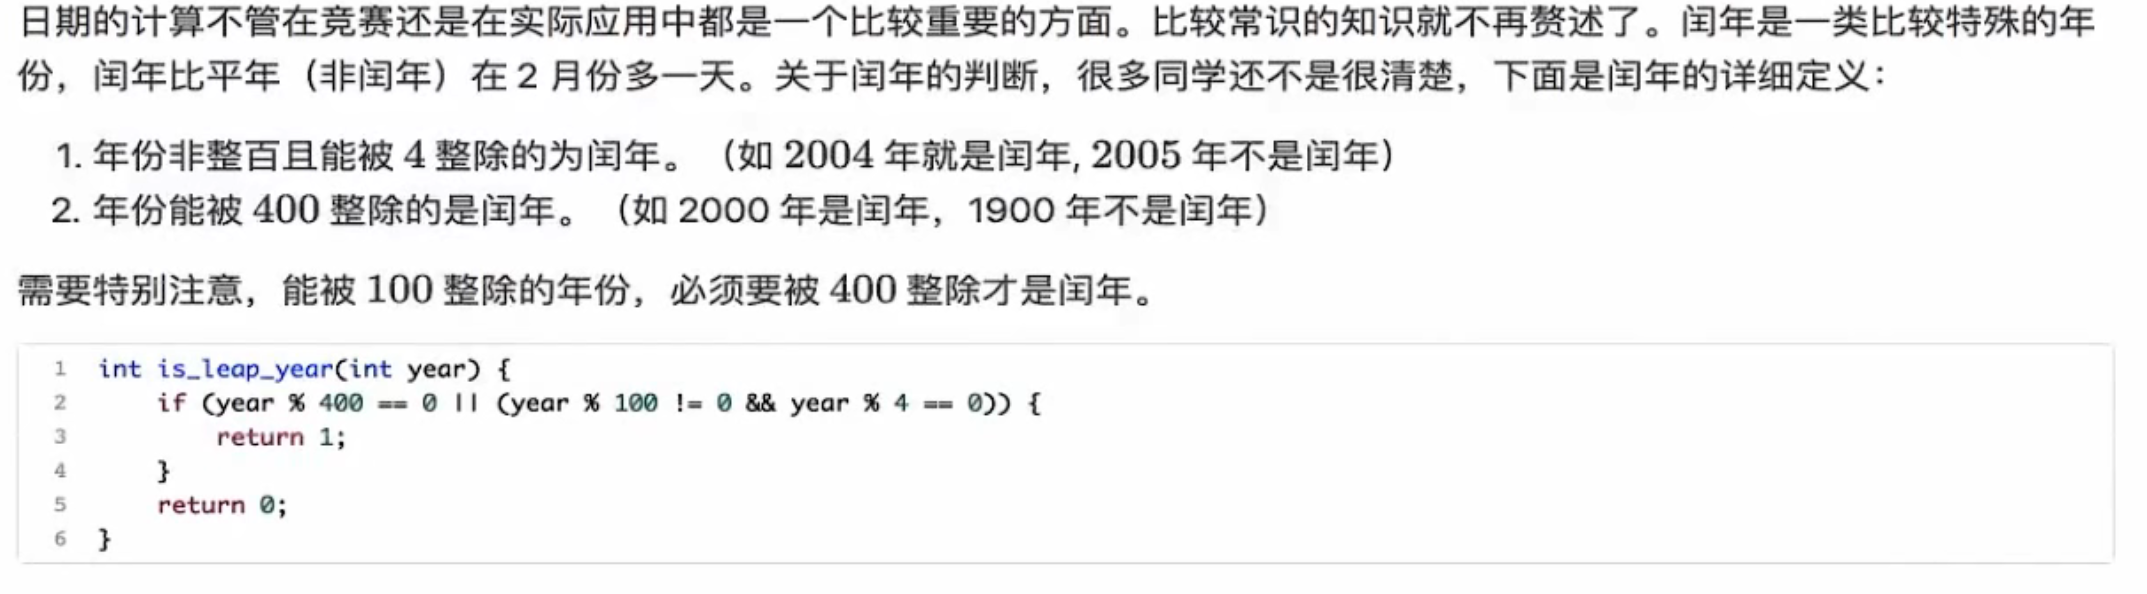 日期的计算不管在竞赛还是在实际应用中都是一个比较重要的方面。比较常识的知识就不再赘述了。闰年是一类比较特殊的年
份，闰年比平年（非闰年）在 2 月份多一天。关于闰年的判断，很多同学还不是很清楚，下面是闰年的详细定义：
1. 年份非整百且能被 4 整除的为闰年。（如 2004 年就是闰年, 2005 年不是闰年）
2. 年份能被 400 整除的是闰年。（如 2000 年是闰年，1900 年不是闰年）
需要特别注意，能被 100 整除的年份，必须要被 400 整除才是闰年。
1 int is_leap_year(int year) {
2     if (year % 400 == 0 || (year % 100 != 0 && year % 4 == 0)) {
3         return 1;
4     }
5     return 0;
6 }